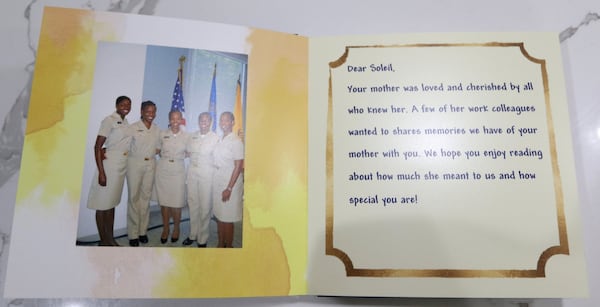 Dear Soleil,
Your mother was loved and cherished by all
who knew her. A few of her work colleagues
wanted to shares memories we have of your
mother with you. We hope you enjoy reading
about how much she meant to us and how
special you are!